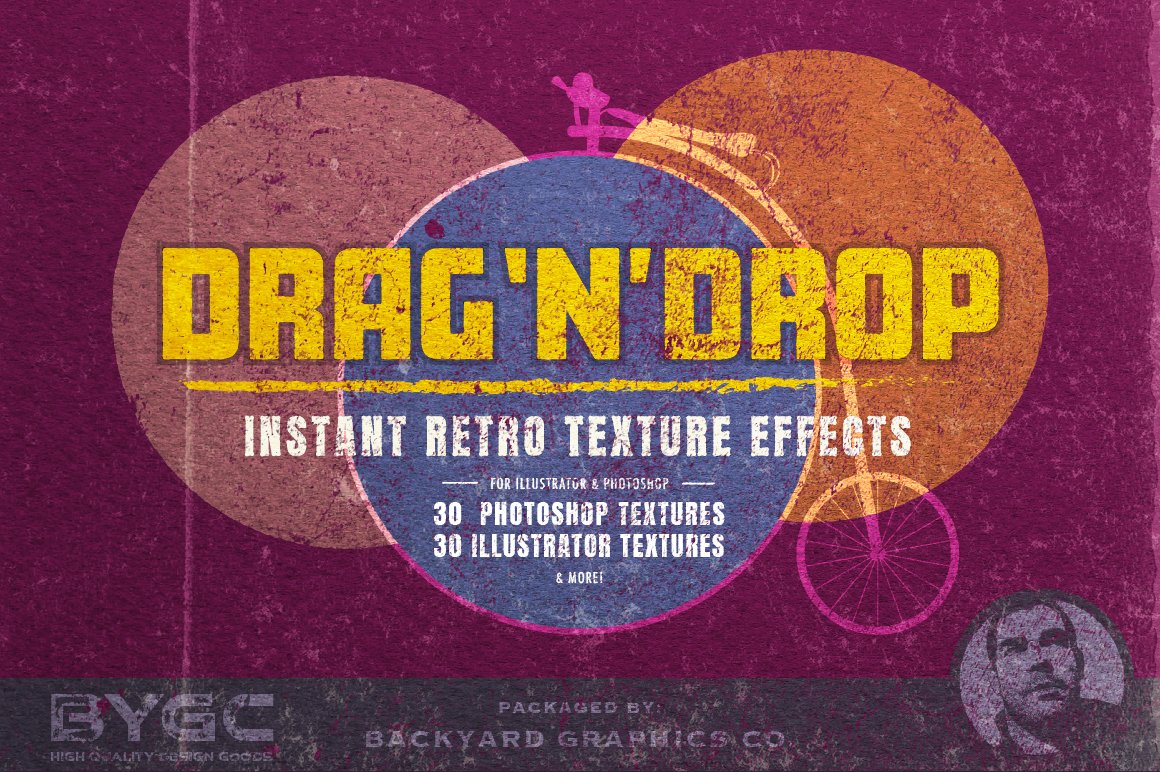 DRAG'N'DROP
INSTANT RETRO TEXTURE EFFECTS
FOR ILLUSTRATOR & PHOTOSHOP
30 PHOTOSHOP TEXTURES
30 ILLUSTRATOR TEXTURES
& MORE!
BYGC
HIGH QUALITY DESIGN GOODS
PACKAGED BY:
BACKYARD GRAPHICS CO